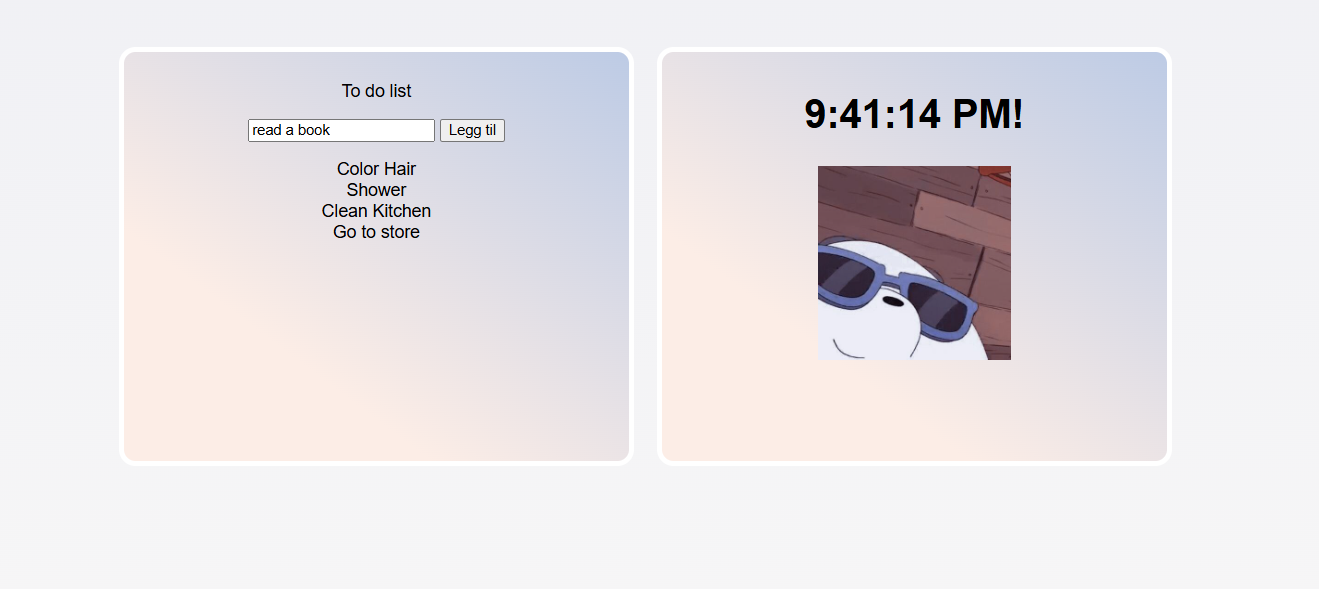 To do list
read a book Legg til
Color Hair
Shower
Clean Kitchen
Go to store
9:41:14 PM!